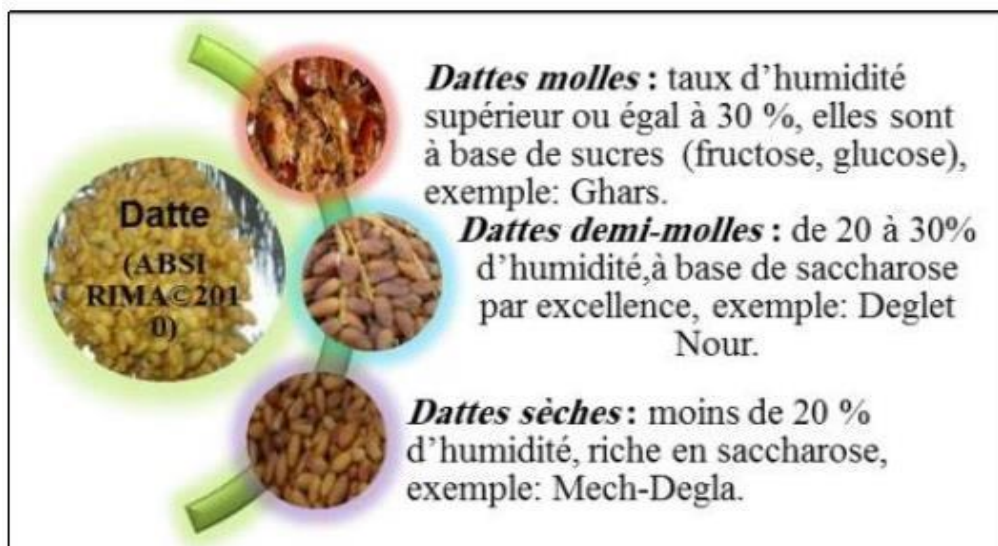 Datte
(ABSI
RIMA©201
0)
Dattes molles : taux d’humidité
supérieur ou égal à 30 %, elles sont
à base de sucres (fructose, glucose),
exemple: Ghars.
Dattes demi-molles : de 20 à 30%
d’humidité,à base de saccharose
par excellence, exemple: Deglet
Nour.
Dattes sèches : moins de 20 %
d’humidité, riche en saccharose,
exemple: Mech-Degla.